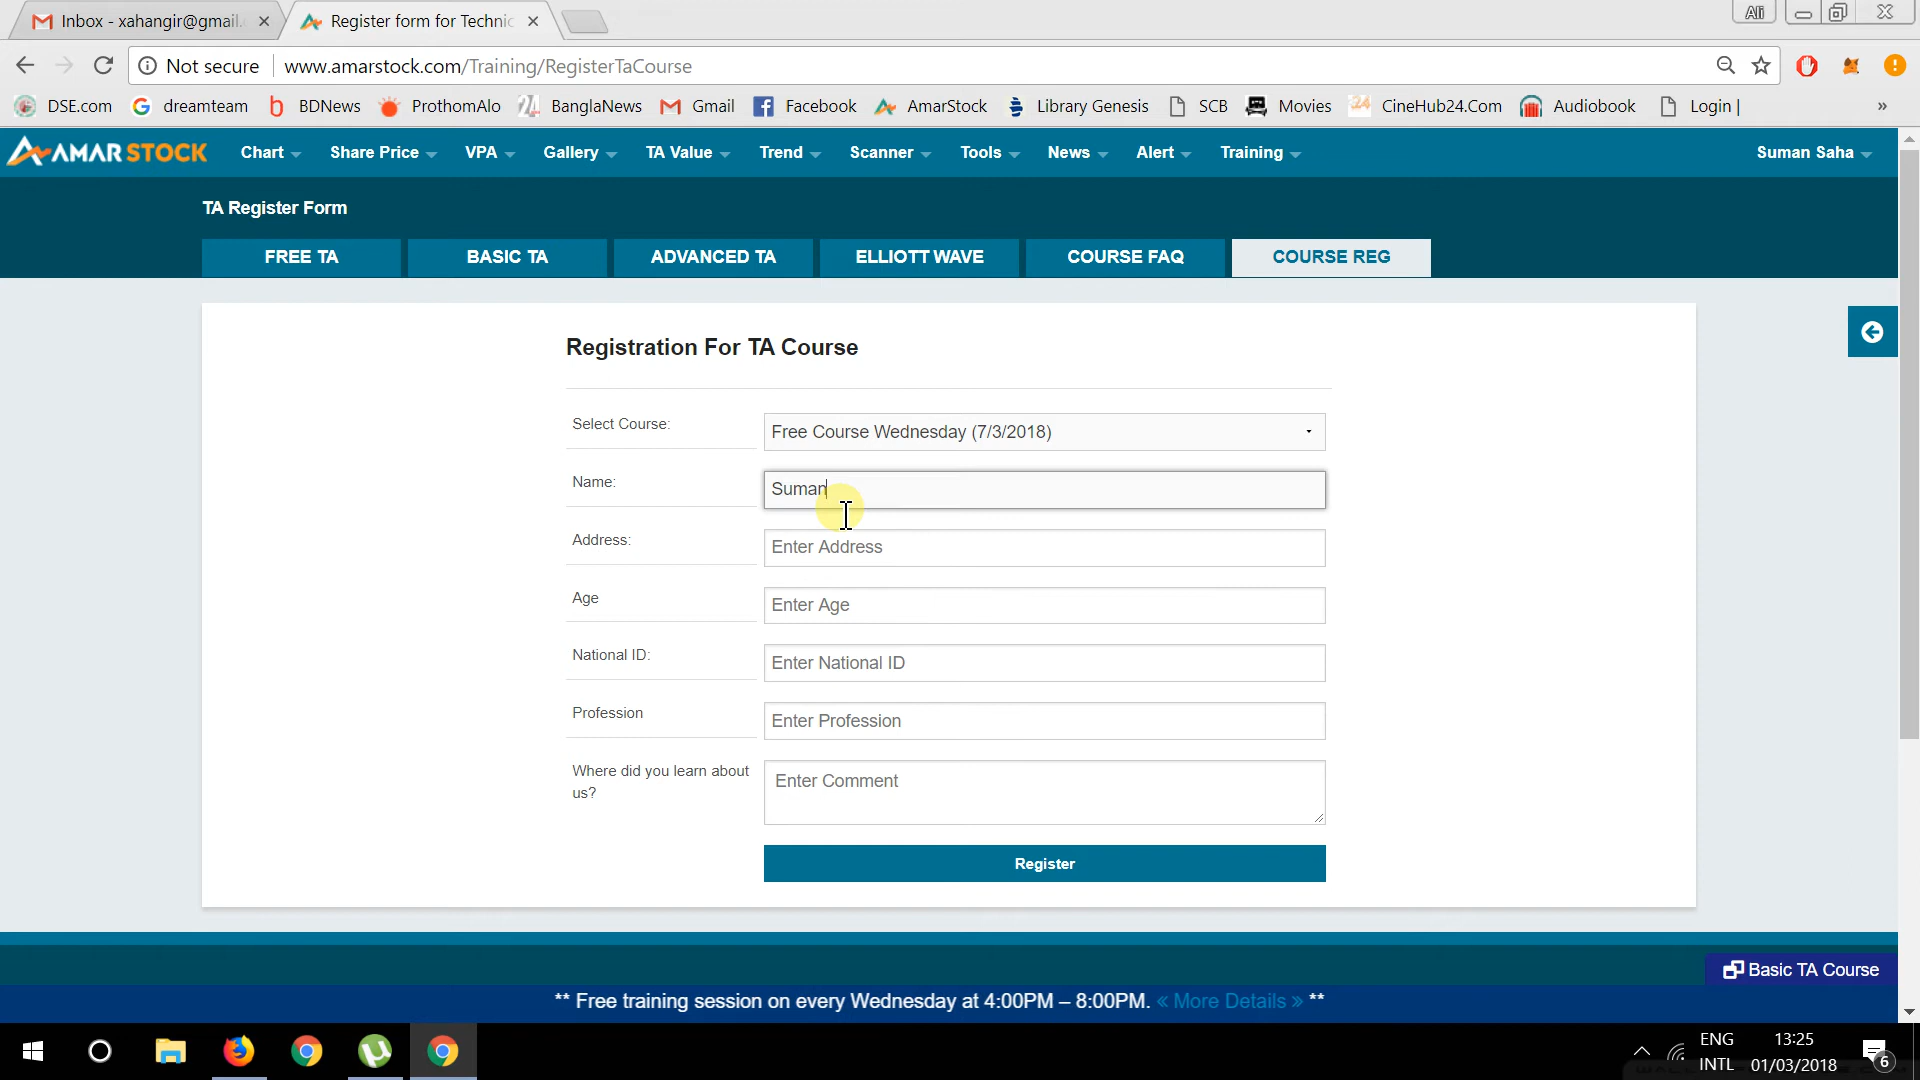 Inbox - xahangir@gmail.
Register form for Technic
Ali
Not secure
www.amarstock.com/Training/RegisterTaCourse
DSE.com
dreamteam
BDNews
ProthomAlo
BanglaNews
Gmail
Facebook
AmarStock
Library Genesis
SCB
Movies
CineHub24.Com
Audiobook
Login |
»
AMAR STOCK
Chart
Share Price
VPA
Gallery
TA Value
Trend
Scanner
Tools
News
Alert
Training
Suman Saha
TA Register Form
FREE TA
BASIC TA
ADVANCED TA
ELLIOTT WAVE
COURSE FAQ
COURSE REG
Registration For TA Course
Select Course:
Free Course Wednesday (7/3/2018)
Name:
Suman
Address:
Enter Address
Age
Enter Age
National ID:
Enter National ID
Profession
Enter Profession
Where did you learn about
us?
Enter Comment
Register
Basic TA Course
** Free training session on every Wednesday at 4:00PM – 8:00PM. « More Details » **
ENG
INTL
13:25
01/03/2018
6